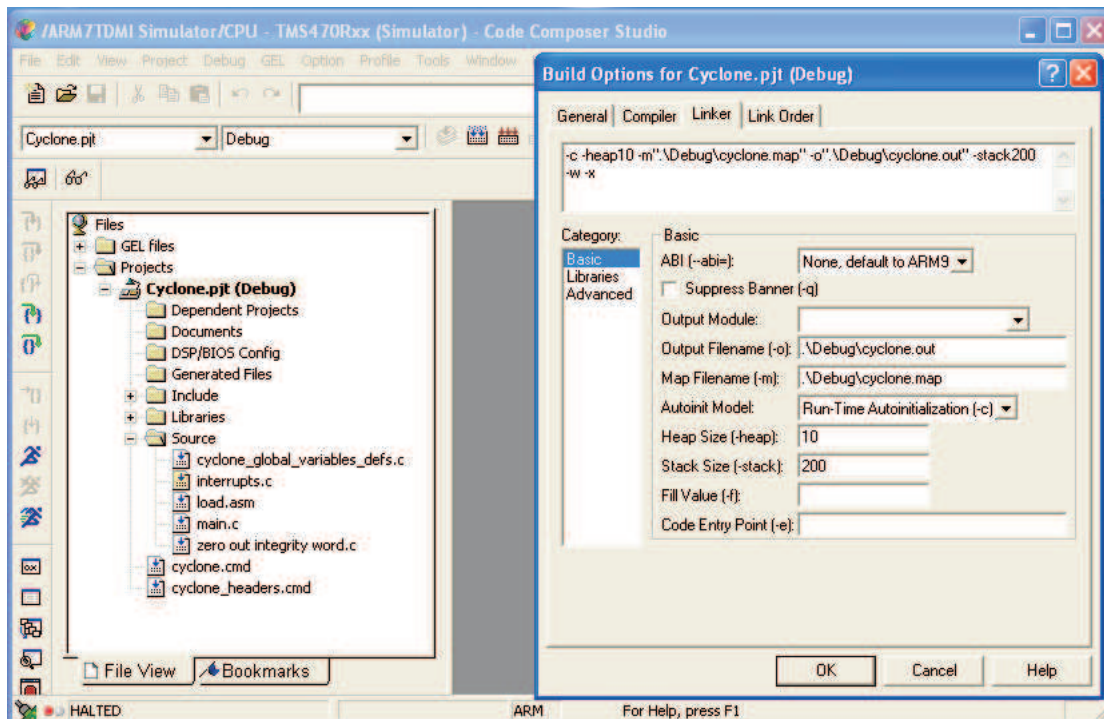 /ARM7TDMI Simulator/CPU - TMS470Rxx (Simulator) - Code Composer Studio
File Edit View Project Debug GEL Option Profile Tools Window
Cyclone.pjt
Debug
Files
GEL files
Projects
Cyclone.pjt (Debug)
Dependent Projects
Documents
DSP/BIOS Config
Generated Files
Include
Libraries
Source
cyclone_global_variables_defs.c
interrupts.c
load.asm
main.c
zero out integrity word.c
cyclone.cmd
cyclone_headers.cmd
File View
Bookmarks
HALTED
ARM
For Help, press F1
Build Options for Cyclone.pjt (Debug)
General
Compiler
Linker
Link Order
-c -heap10 -m".\Debug\cyclone.map" -o".\Debug\cyclone.out" -stack200
-w -x
Category:
Basic
Libraries
Advanced
Basic
ABI (--abi=): None, default to ARM9
Suppress Banner (-q)
Output Module:
Output Filename (-o): .\Debug\cyclone.out
Map Filename (-m): .\Debug\cyclone.map
Autoinit Model: Run-Time Autoinitialization (-c)
Heap Size (-heap): 10
Stack Size (-stack): 200
Fill Value (-f):
Code Entry Point (-e):
OK
Cancel
Help